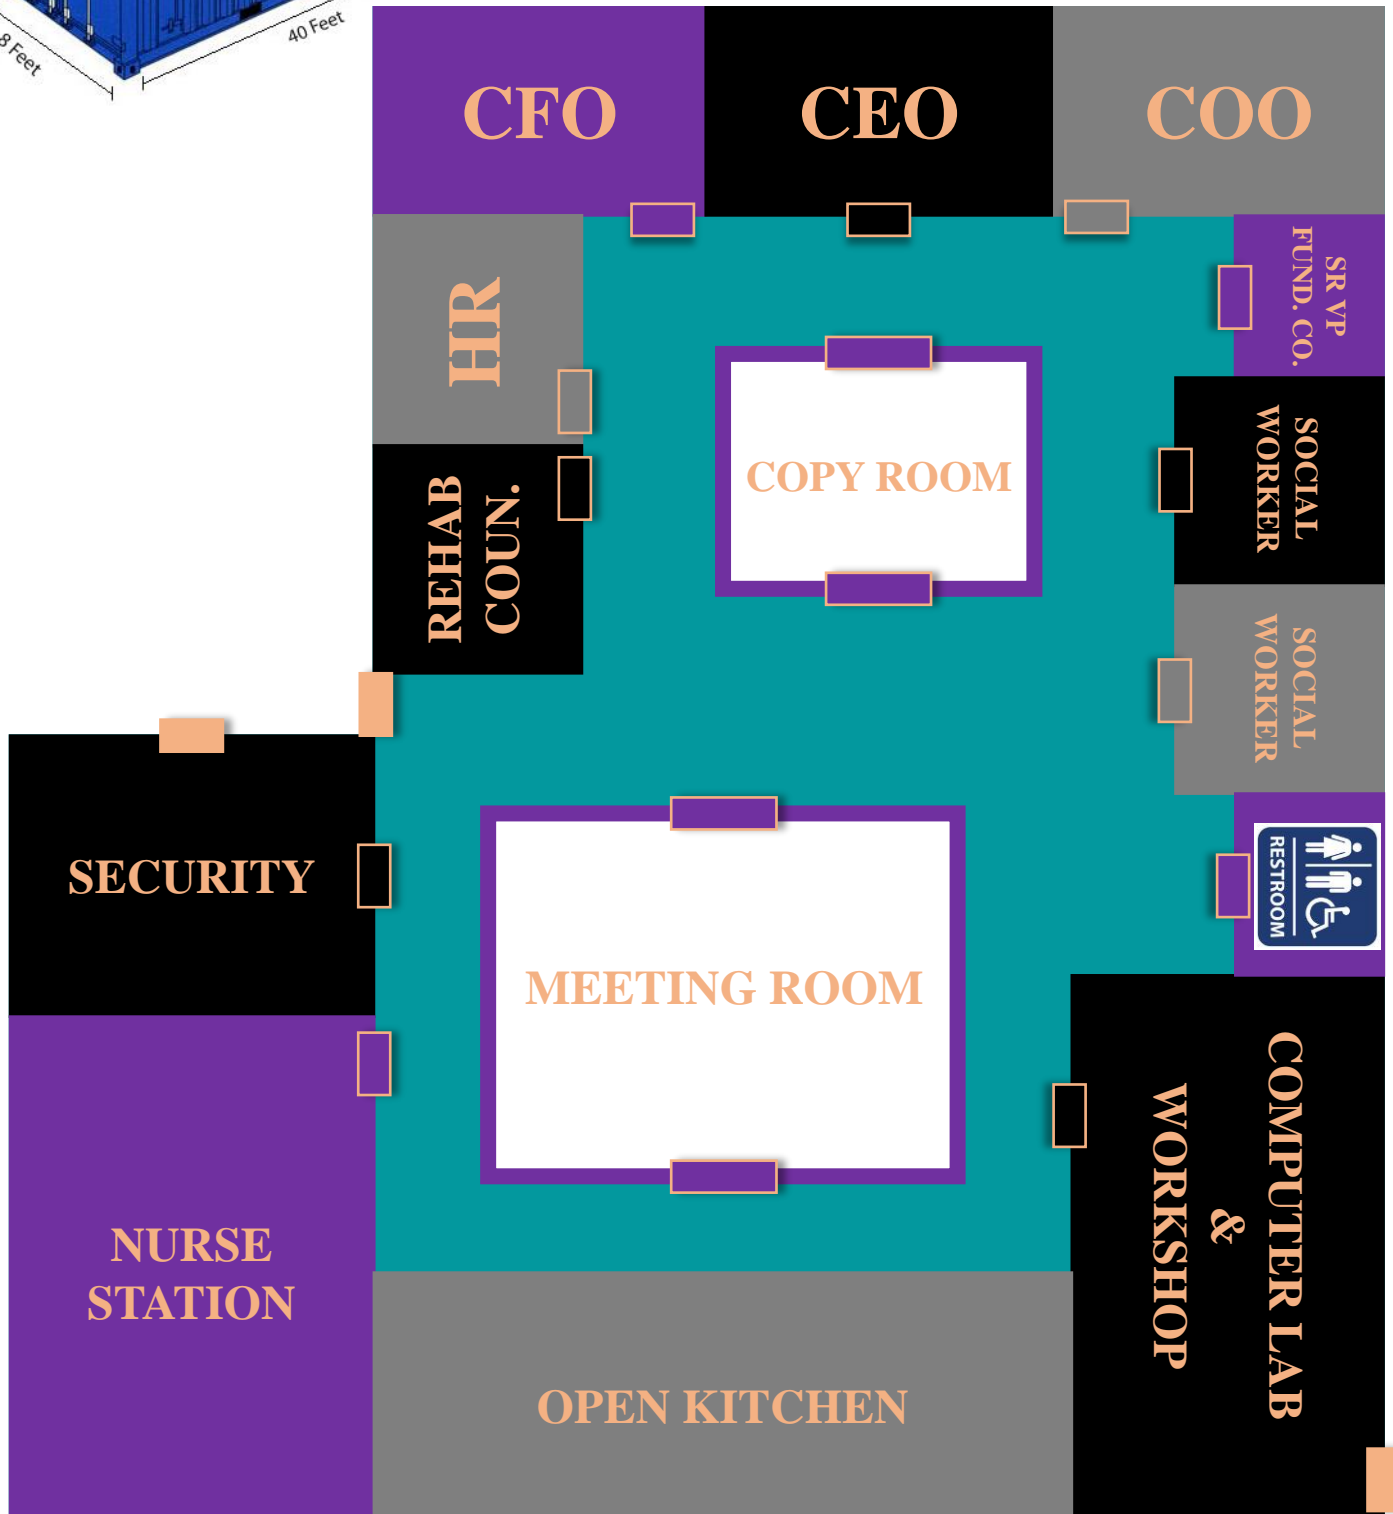 8 Feet
40 Feet
CFO
CEO
COO
HR
SR VP
FUND. CO.
COPY ROOM
SOCIAL
WORKER
REHAB
COUN.
SOCIAL
WORKER
SECURITY
RESTROOM
MEETING ROOM
COMPUTER LAB
&
WORKSHOP
NURSE
STATION
OPEN KITCHEN